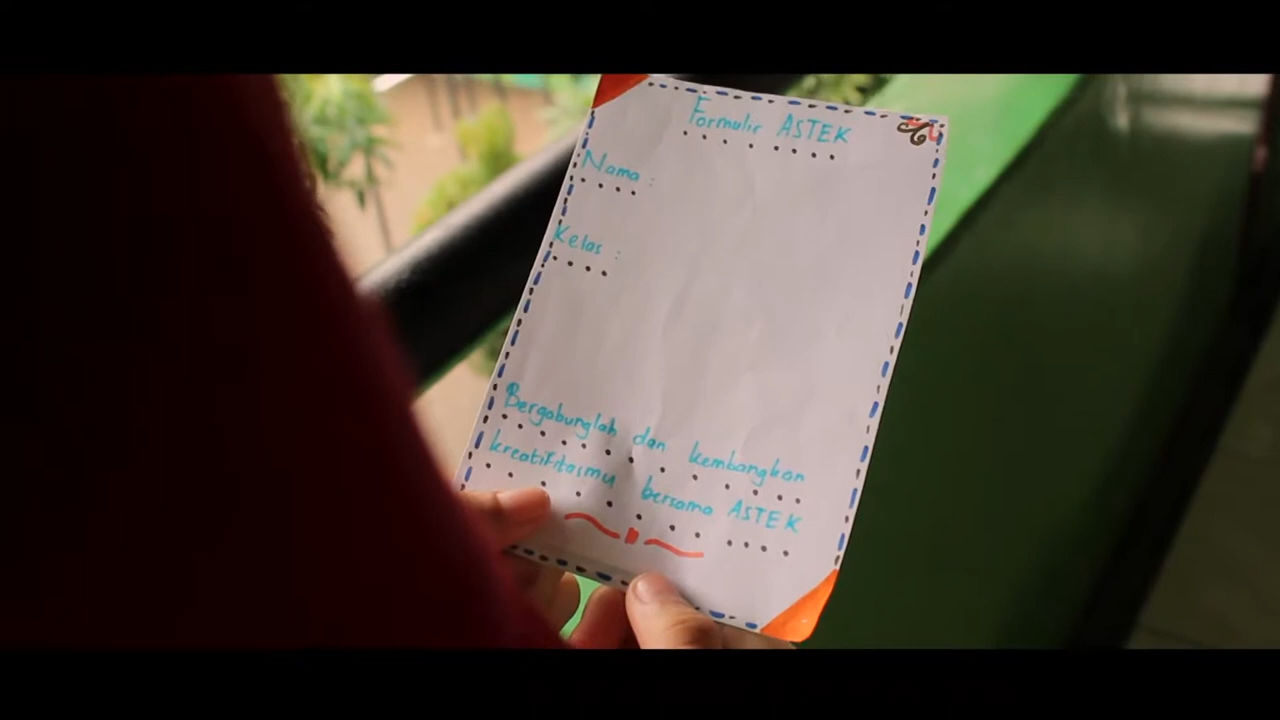 Formulir ASTEK
Nama :
Kelas :
Bergabunglah dan kembangkan
kreatifitasmu bersama ASTEK